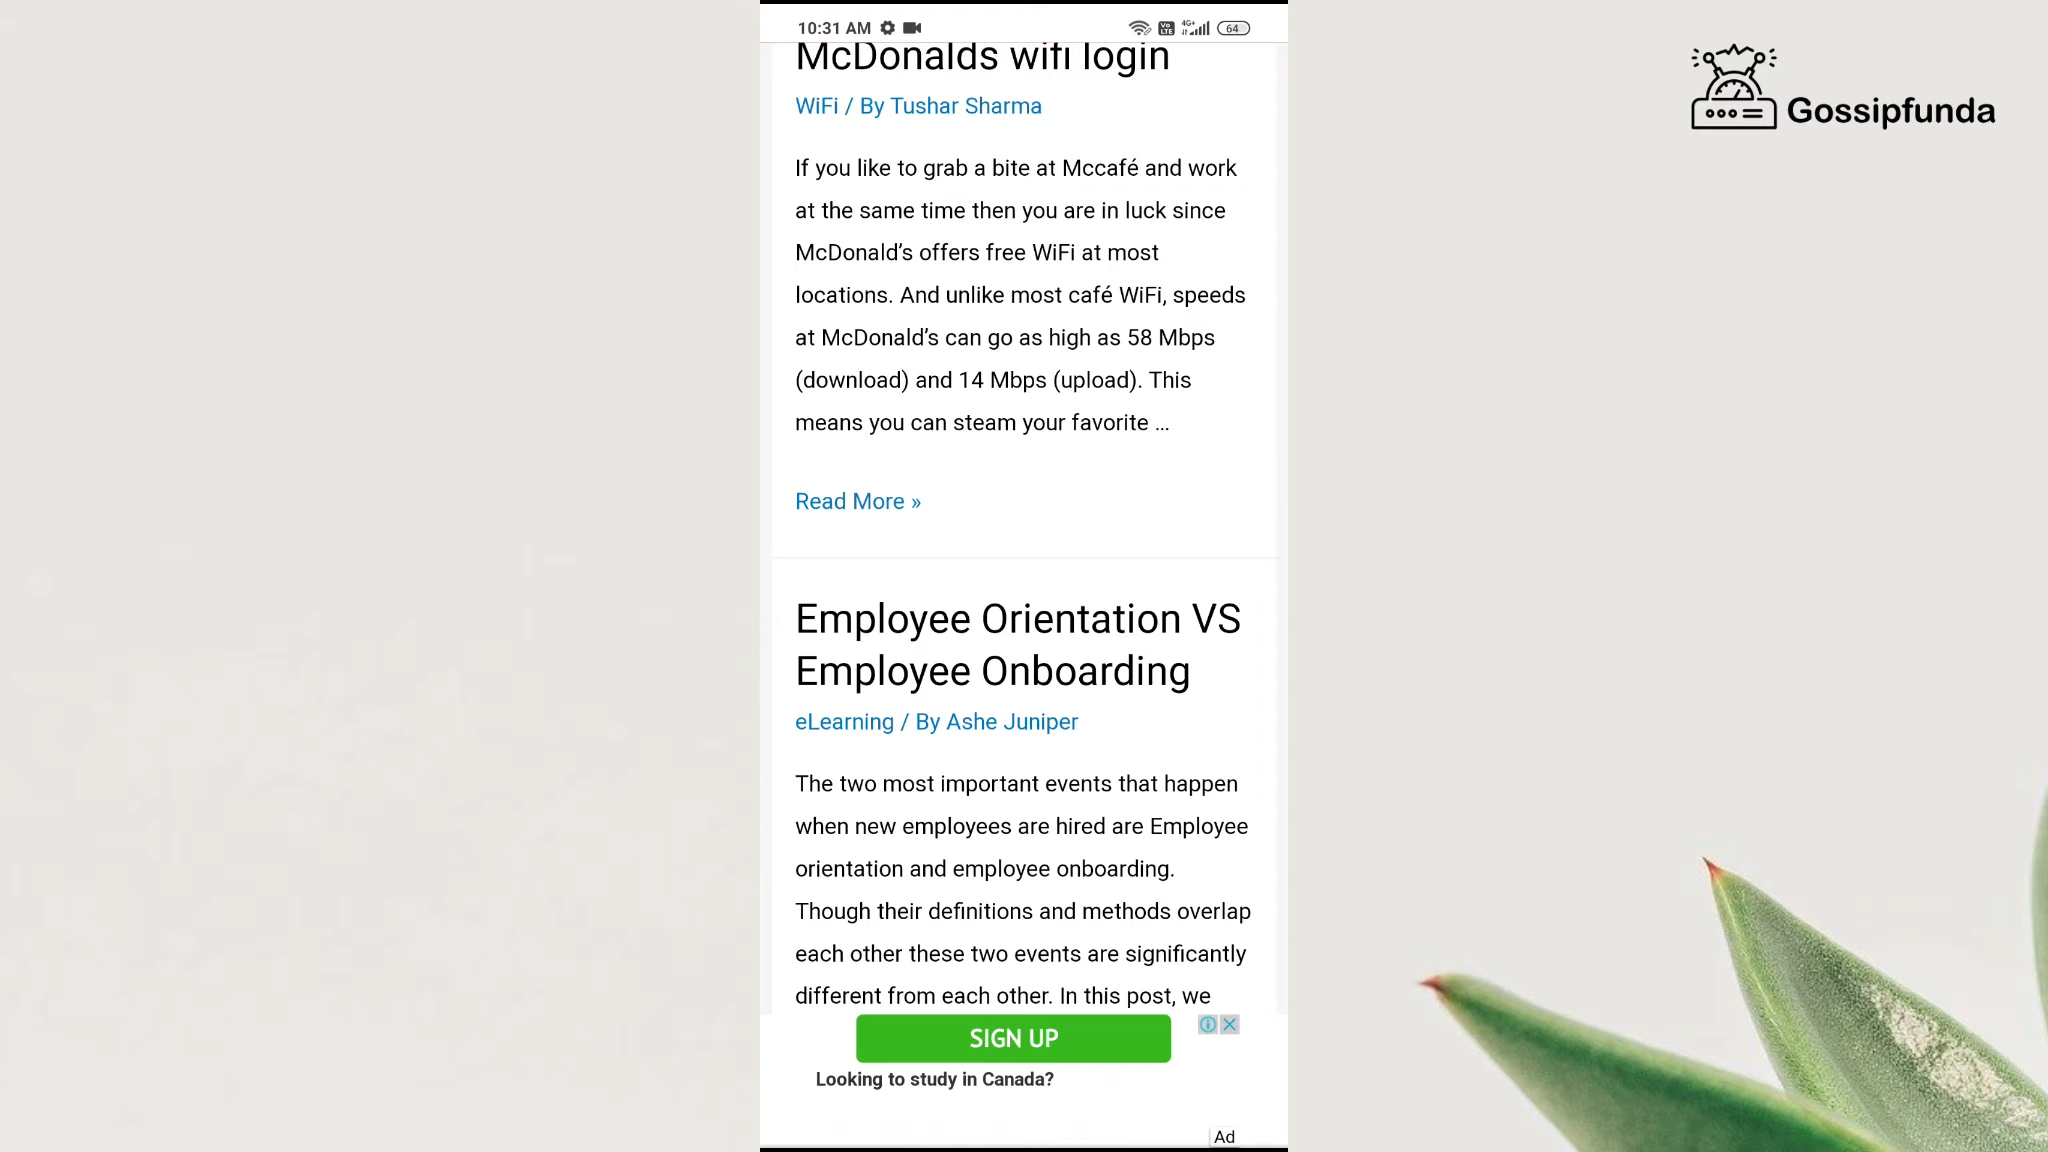 10:31 AM
Vo LTE
4G+
64
Gossipfunda
McDonalds wifi login
WiFi / By Tushar Sharma
If you like to grab a bite at Mccafé and work
at the same time then you are in luck since
McDonald’s offers free WiFi at most
locations. And unlike most café WiFi, speeds
at McDonald’s can go as high as 58 Mbps
(download) and 14 Mbps (upload). This
means you can steam your favorite ...
Read More »
Employee Orientation VS
Employee Onboarding
eLearning / By Ashe Juniper
The two most important events that happen
when new employees are hired are Employee
orientation and employee onboarding.
Though their definitions and methods overlap
each other these two events are significantly
different from each other. In this post, we
SIGN UP
Looking to study in Canada?
Ad